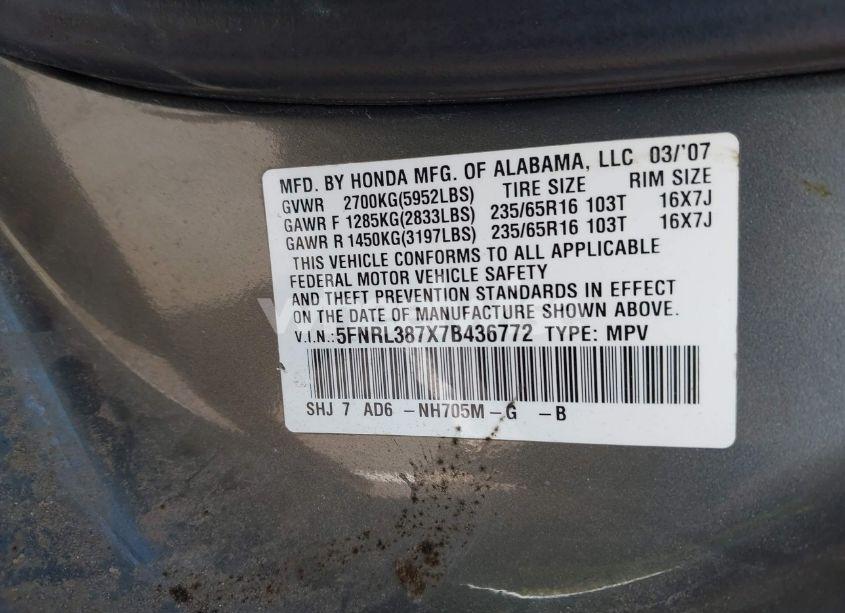 MFD. BY HONDA MFG. OF ALABAMA, LLC 03/'07
GVWR 2700KG(5952LBS) TIRE SIZE RIM SIZE
GAWR F 1285KG(2833LBS) 235/65R16 103T 16X7J
GAWR R 1450KG(3197LBS) 235/65R16 103T 16X7J
THIS VEHICLE CONFORMS TO ALL APPLICABLE
FEDERAL MOTOR VEHICLE SAFETY
AND THEFT PREVENTION STANDARDS IN EFFECT
ON THE DATE OF MANUFACTURE SHOWN ABOVE.
V.I.N.: 5FNRL387X7B436772 TYPE: MPV
SHJ 7 AD6 -NH705M-G -B